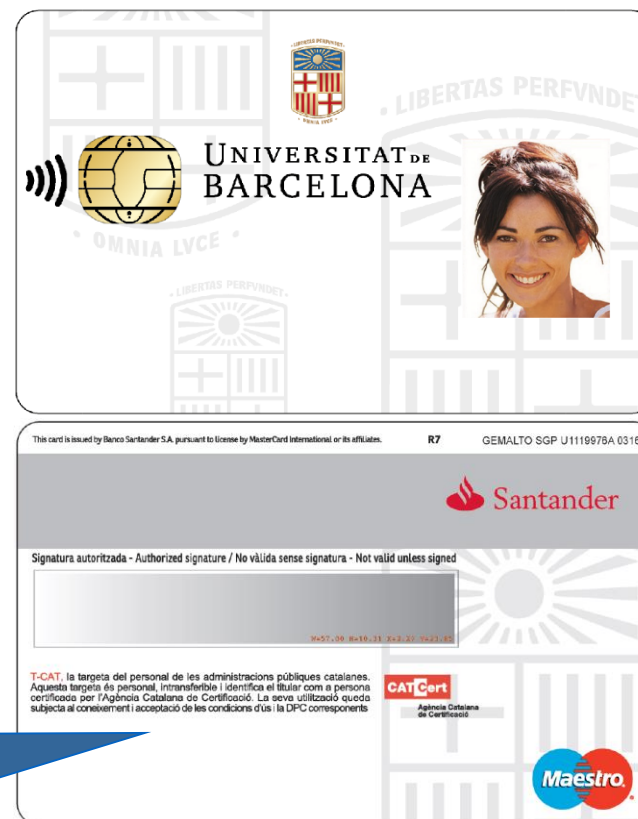 · LIBERTAS PERFVNDET ·
· OMNIA LVCE ·
LIBERTAS PERFVNDE
UNIVERSITAT DE
BARCELONA
· OMNIA LVCE ·
· LIBERTAS PERFVNDET ·
This card is issued by Banco Santander S.A. pursuant to license by MasterCard International or its affiliates. R7 GEMALTO SGP U1119976A 0316
Santander
Signatura autoritzada - Authorized signature / No vàlida sense signatura - Not valid unless signed
T-CAT, la targeta del personal de les administracions públiques catalanes.
Aquesta targeta és personal, intransferible i identifica el titular com a persona
certificada per l'Agència Catalana de Certificació. La seva utilització queda
subjecta al coneixement i acceptació de les condicions d'ús i la DPC corresponents
CATCert
Agència Catalana
de Certificació
Maestro